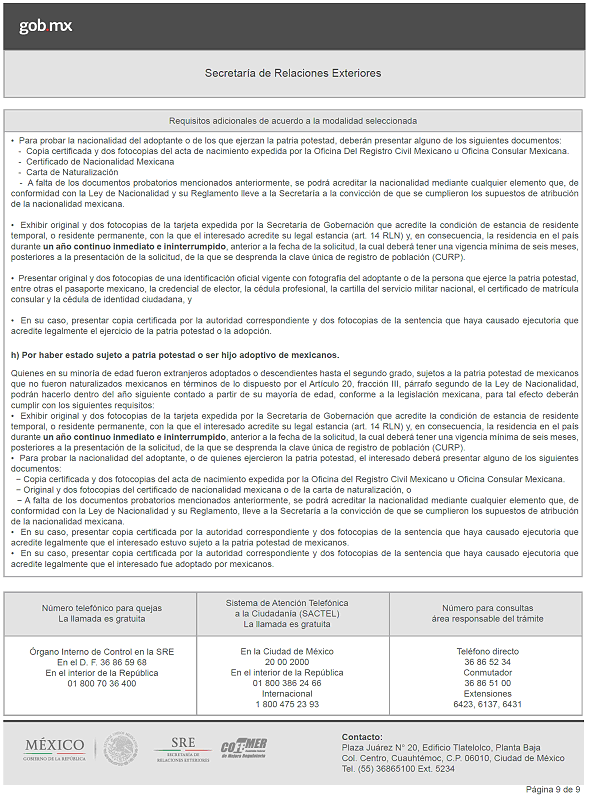 gob.mx
Secretaría de Relaciones Exteriores
Requisitos adicionales de acuerdo a la modalidad seleccionada
• Para probar la nacionalidad del adoptante o de los que ejerzan la patria potestad, deberán presentar alguno de los siguientes documentos:
- Copia certificada y dos fotocopias del acta de nacimiento expedida por la Oficina Del Registro Civil Mexicano u Oficina Consular Mexicana.
- Certificado de Nacionalidad Mexicana
- Carta de Naturalización
- A falta de los documentos probatorios mencionados anteriormente, se podrá acreditar la nacionalidad mediante cualquier elemento que, de
conformidad con la Ley de Nacionalidad y su Reglamento lleve a la Secretaría a la convicción de que se cumplieron los supuestos de atribución
de la nacionalidad mexicana.
• Exhibir original y dos fotocopias de la tarjeta expedida por la Secretaría de Gobernación que acredite la condición de estancia de residente
temporal, o residente permanente, con la que el interesado acredite su legal estancia (art. 14 RLN) y, en consecuencia, la residencia en el país
durante un año continuo inmediato e ininterrumpido, anterior a la fecha de la solicitud, la cual deberá tener una vigencia mínima de seis meses,
posteriores a la presentación de la solicitud, de la que se desprenda la clave única de registro de población (CURP).
• Presentar original y dos fotocopias de una identificación oficial vigente con fotografía del adoptante o de la persona que ejerce la patria potestad,
entre otras el pasaporte mexicano, la credencial de elector, la cédula profesional, la cartilla del servicio militar nacional, el certificado de matrícula
consular y la cédula de identidad ciudadana, y
• En su caso, presentar copia certificada por la autoridad correspondiente y dos fotocopias de la sentencia que haya causado ejecutoria que
acredite legalmente el ejercicio de la patria potestad o la adopción.
h) Por haber estado sujeto a patria potestad o ser hijo adoptivo de mexicanos.
Quienes en su minoría de edad fueron extranjeros adoptados o descendientes hasta el segundo grado, sujetos a la patria potestad de mexicanos
que no fueron naturalizados mexicanos en términos de lo dispuesto por el Artículo 20, fracción III, párrafo segundo de la Ley de Nacionalidad,
podrán hacerlo dentro del año siguiente contado a partir de su mayoría de edad, conforme a la legislación mexicana, para tal efecto deberán
cumplir con los siguientes requisitos:
• Exhibir original y dos fotocopias de la tarjeta expedida por la Secretaría de Gobernación que acredite la condición de estancia de residente
temporal, o residente permanente, con la que el interesado acredite su legal estancia (art. 14 RLN) y, en consecuencia, la residencia en el país
durante un año continuo inmediato e ininterrumpido, anterior a la fecha de la solicitud, la cual deberá tener una vigencia mínima de seis meses,
posteriores a la presentación de la solicitud, de la que se desprenda la clave única de registro de población (CURP).
• Para probar la nacionalidad del adoptante, o de quienes ejercieron la patria potestad, el interesado deberá presentar alguno de los siguientes
documentos:
− Copia certificada y dos fotocopias del acta de nacimiento expedida por la Oficina del Registro Civil Mexicano u Oficina Consular Mexicana.
− Original y dos fotocopias del certificado de nacionalidad mexicana o de la carta de naturalización, o
− A falta de los documentos probatorios mencionados anteriormente, se podrá acreditar la nacionalidad mediante cualquier elemento que, de
conformidad con la Ley de Nacionalidad y su Reglamento, lleve a la Secretaría a la convicción de que se cumplieron los supuestos de atribución
de la nacionalidad mexicana.
• En su caso, presentar copia certificada por la autoridad correspondiente y dos fotocopias de la sentencia que haya causado ejecutoria que
acredite legalmente que el interesado estuvo sujeto a la patria potestad de mexicanos.
• En su caso, presentar copia certificada por la autoridad correspondiente y dos fotocopias de la sentencia que haya causado ejecutoria que
acredite legalmente que el interesado fue adoptado por mexicanos.
Número telefónico para quejas
La llamada es gratuita
Sistema de Atención Telefónica
a la Ciudadanía (SACTEL)
La llamada es gratuita
Número para consultas
área responsable del trámite
Órgano Interno de Control en la SRE
En el D. F. 36 86 59 68
En el interior de la República
01 800 70 36 400
En la Ciudad de México
20 00 2000
En el interior de la República
01 800 386 24 66
Internacional
1 800 475 23 93
Teléfono directo
36 86 52 34
Conmutador
36 86 51 00
Extensiones
6423, 6137, 6431
MÉXICO
GOBIERNO DE LA REPÚBLICA
SRE
SECRETARÍA DE
RELACIONES EXTERIORES
COFEMER
de Mejora Regulatoria
Contacto:
Plaza Juárez N° 20, Edificio Tlatelolco, Planta Baja
Col. Centro, Cuauhtémoc, C.P. 06010, Ciudad de México
Tel. (55) 36865100 Ext. 5234
Página 9 de 9